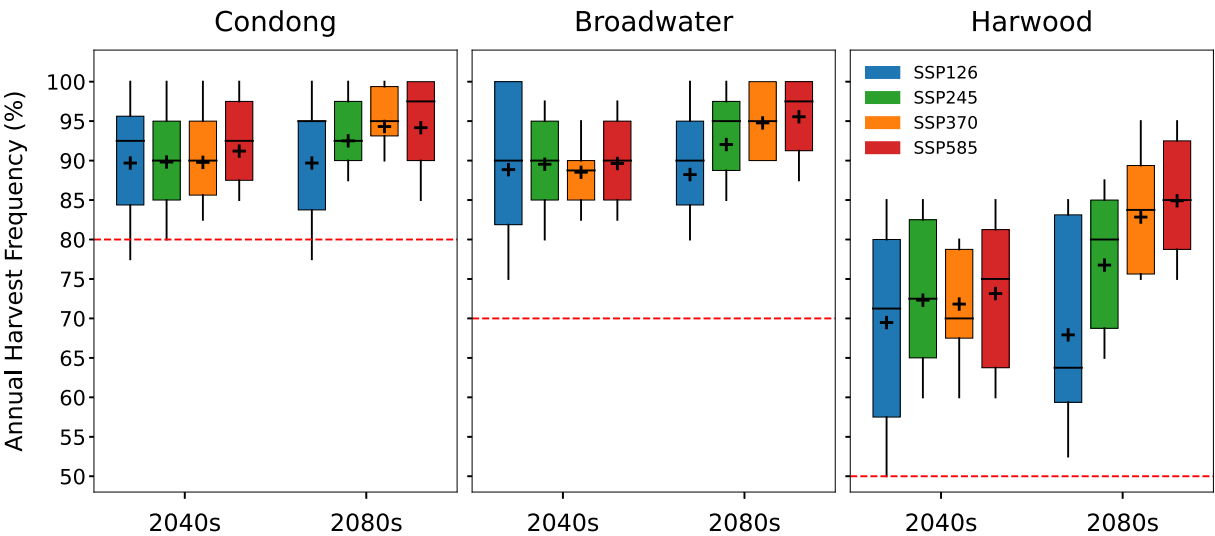 Condong
Broadwater
Harwood
Annual Harvest Frequency (%)
100
95
90
85
80
75
70
65
60
55
50
SSP126
SSP245
SSP370
SSP585
2040s
2080s
2040s
2080s
2040s
2080s